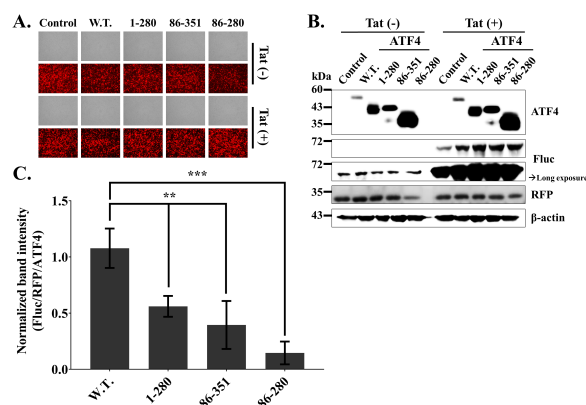 A.
Control W.T. 1-280 86-351 86-280
Tat (-)
Tat (+)
B.
Tat (-) Tat (+)
ATF4 ATF4
Control W.T. 1-280 86-351 86-280 Control W.T. 1-280 86-351 86-280
kDa
60
43
35
ATF4
72
Fluc
72
→Long exposure
35
RFP
43
β-actin
C.
Normalized band intensity
(Fluc/RFP/ATF4)
1.5
1.0
0.5
0.0
***
**
W.T. 1-280 86-351 86-280